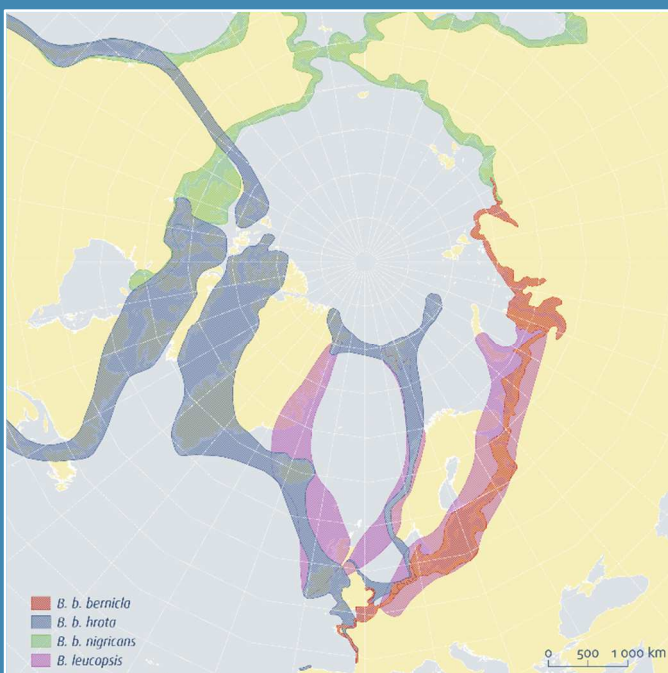 B. b. bernicla
B. b. hrota
B. b. nigricans
B. leucopsis
0 500 1 000 km